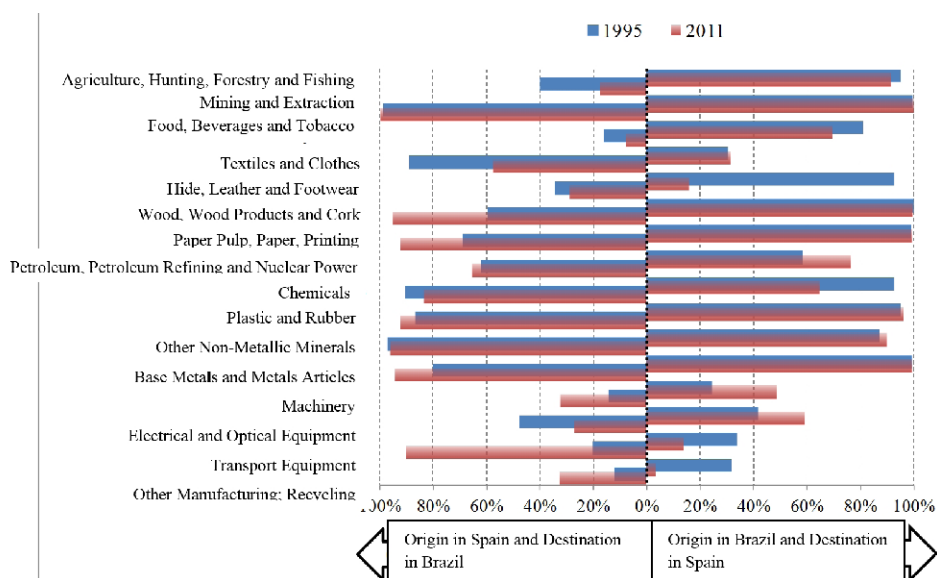 1995 2011
Agriculture, Hunting, Forestry and Fishing
Mining and Extraction
Food, Beverages and Tobacco
Textiles and Clothes
Hide, Leather and Footwear
Wood, Wood Products and Cork
Paper Pulp, Paper, Printing
Petroleum, Petroleum Refining and Nuclear Power
Chemicals
Plastic and Rubber
Other Non-Metallic Minerals
Base Metals and Metals Articles
Machinery
Electrical and Optical Equipment
Transport Equipment
Other Manufacturing; Recycling
100% 80% 60% 40% 20% 0% 20% 40% 60% 80% 100%
Origin in Spain and Destination
in Brazil
Origin in Brazil and Destination
in Spain